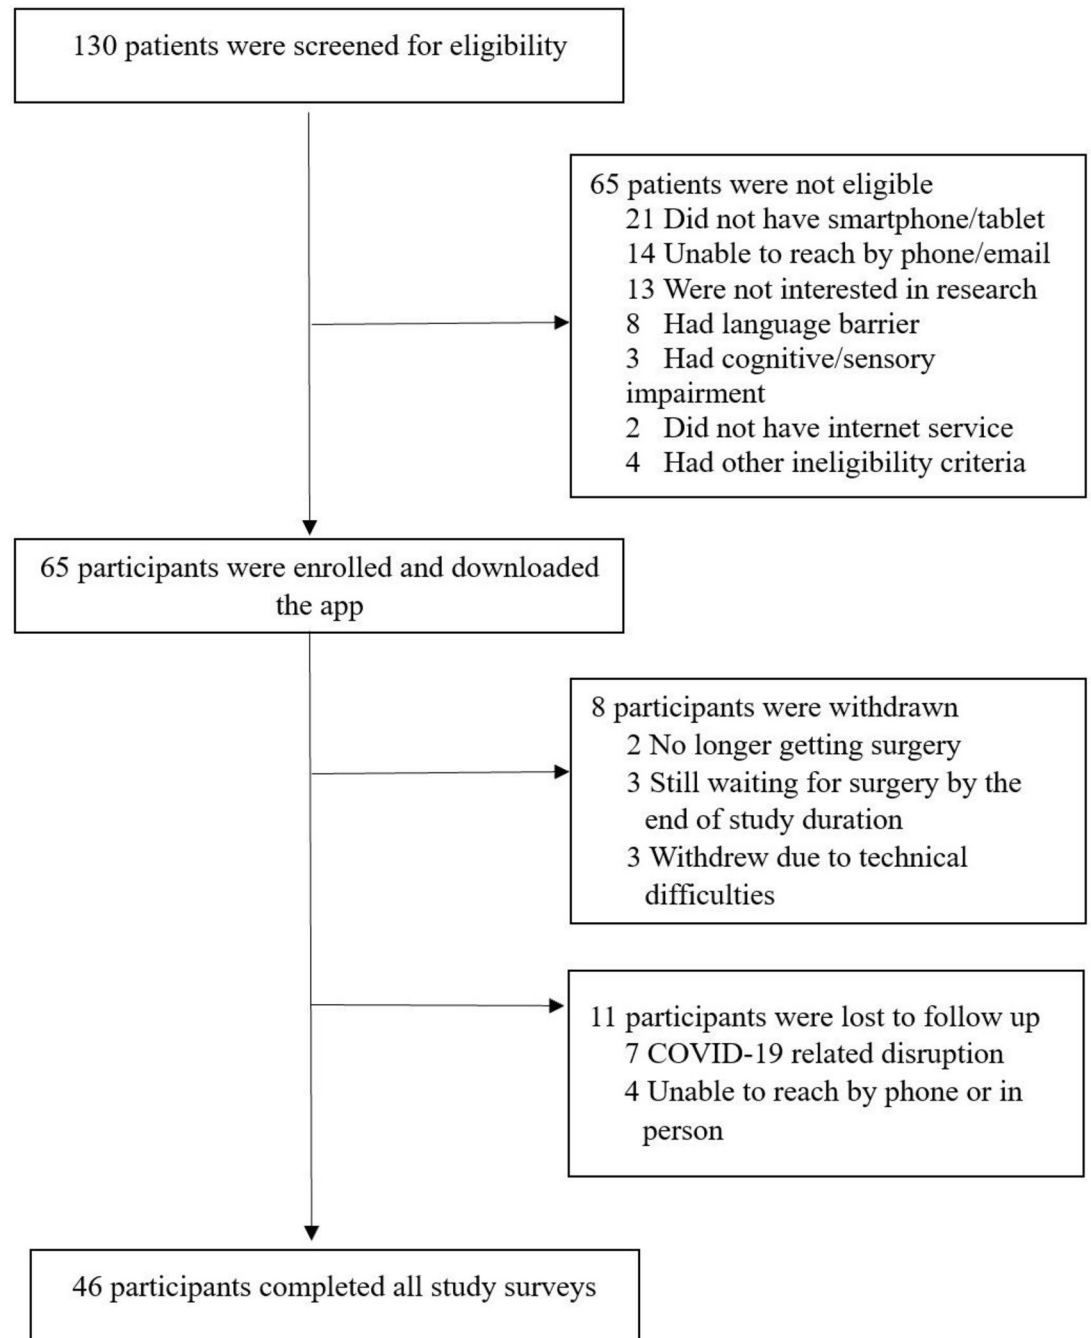 130 patients were screened for eligibility
65 patients were not eligible
21 Did not have smartphone/tablet
14 Unable to reach by phone/email
13 Were not interested in research
8 Had language barrier
3 Had cognitive/sensory
impairment
2 Did not have internet service
4 Had other ineligibility criteria
65 participants were enrolled and downloaded
the app
8 participants were withdrawn
2 No longer getting surgery
3 Still waiting for surgery by the
end of study duration
3 Withdrew due to technical
difficulties
11 participants were lost to follow up
7 COVID-19 related disruption
4 Unable to reach by phone or in
person
46 participants completed all study surveys